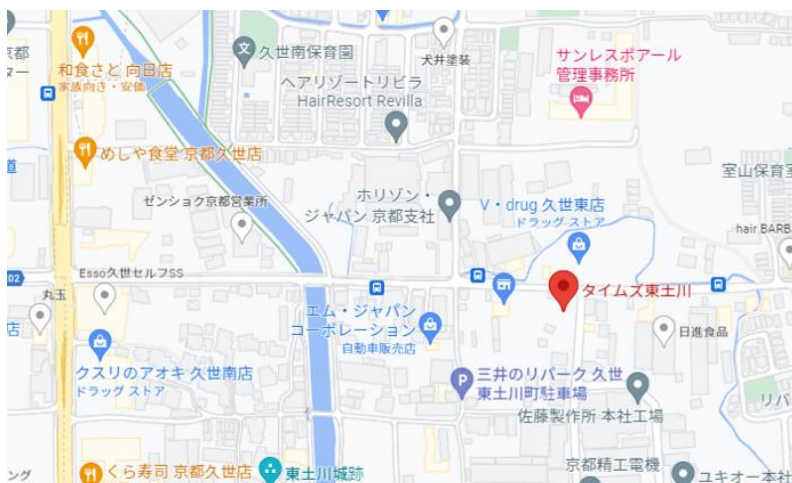 京都
ター
和食さと 向日店
家族向き・安価
久世南保育園
犬井塗装
サンレスポアール
管理事務所
ヘアリゾートリビラ
HairResort Revilla
めしや食堂 京都久世店
道
ゼンショク京都営業所
ホリゾン・
ジャパン 京都支社
室山保育室
V・drug 久世東店
ドラッグ ストア
hair BARB
02
Esso久世セルフSS
丸玉
店
エム・ジャパン
コーポレーション
自動車販売店
タイムズ東土川
日進食品
クスリのアオキ 久世南店
ドラッグ ストア
三井のリパーク 久世
東土川町駐車場
P
佐藤製作所 本社工場
リバ
京都精工電機
ング
くら寿司 京都久世店
東土川城跡
ユキオー本社